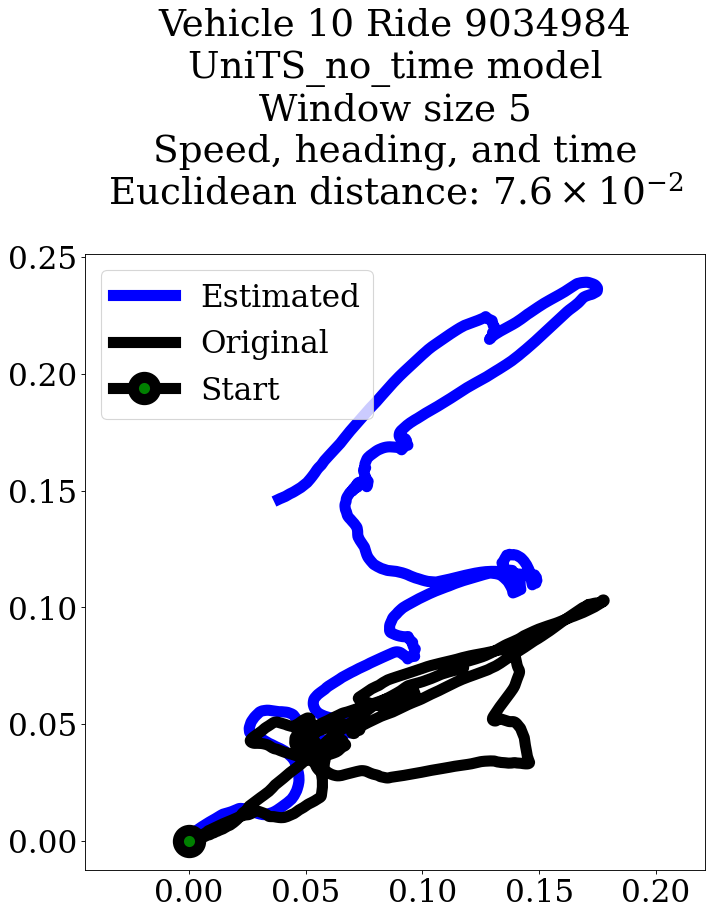 Vehicle 10 Ride 9034984
UniTS_no_time model
Window size 5
Speed, heading, and time
Euclidean distance: 7.6 × 10⁻²
0.25
Estimated
Original
0.20
Start
0.15
0.10
0.05
0.00
0.00 0.05 0.10 0.15 0.20